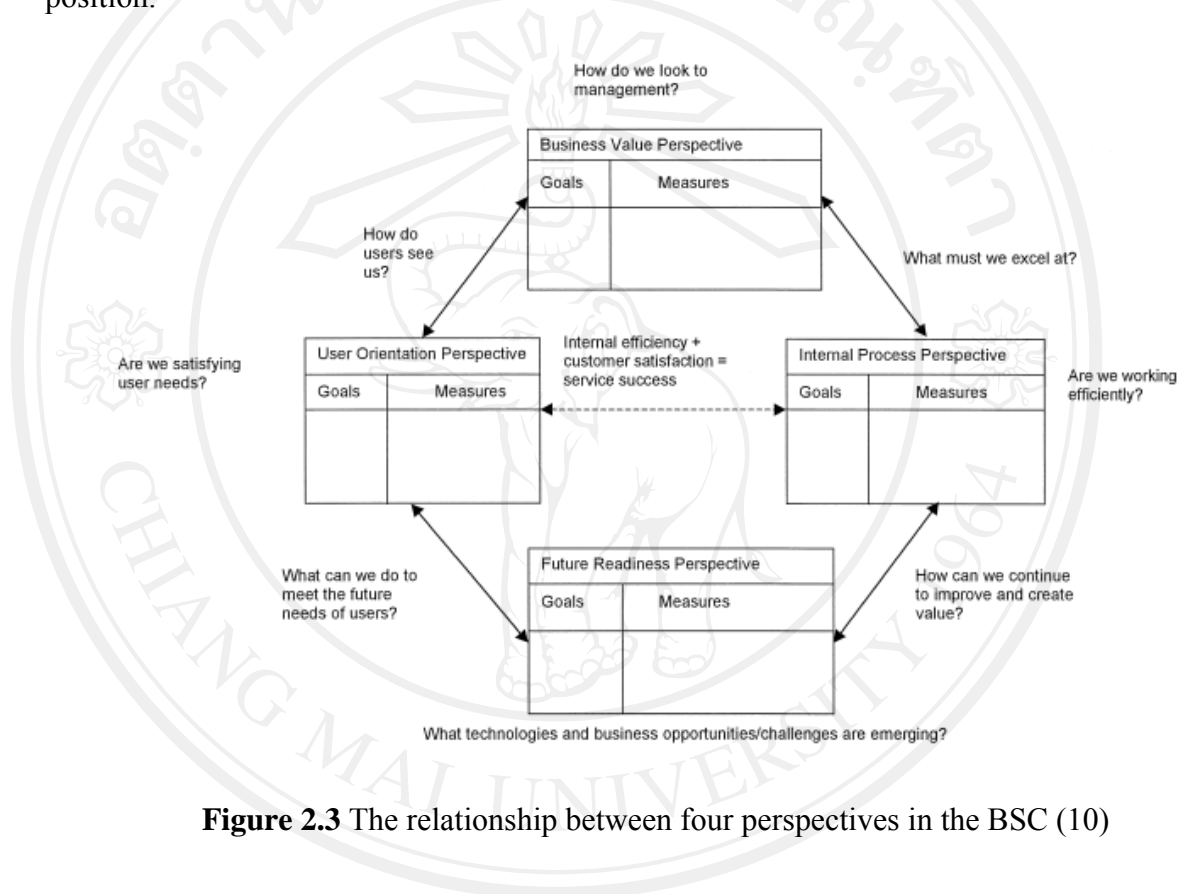 position.
How do we look to
management?
Business Value Perspective
Goals Measures
How do
users see
us?
What must we excel at?
Are we satisfying
user needs?
User Orientation Perspective
Goals Measures
Internal efficiency +
customer satisfaction =
service success
Internal Process Perspective
Goals Measures
Are we working
efficiently?
What can we do to
meet the future
needs of users?
Future Readiness Perspective
Goals Measures
How can we continue
to improve and create
value?
What technologies and business opportunities/challenges are emerging?
CHIANG MAI UNIVERSITY 1964
Figure 2.3 The relationship between four perspectives in the BSC (10)